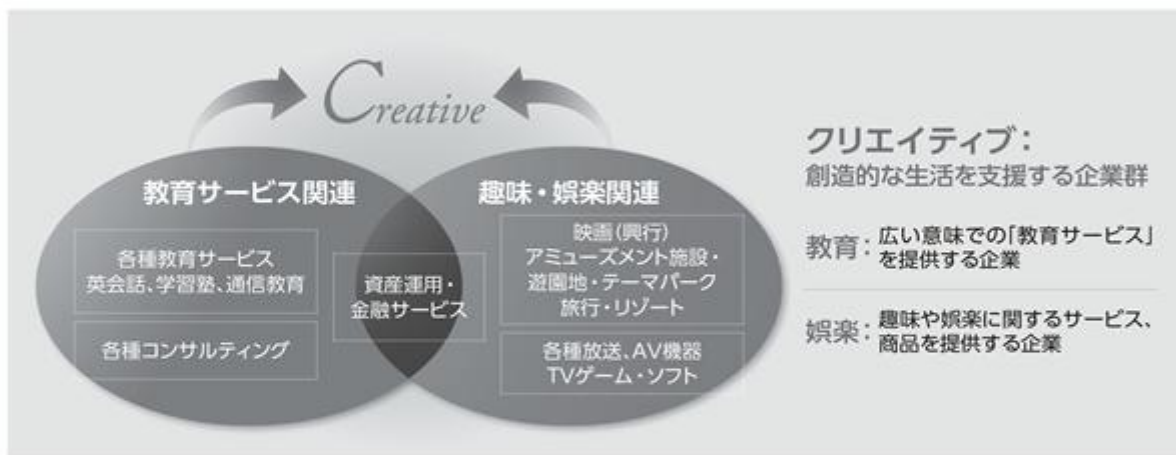 Creative
教育サービス関連
各種教育サービス
英会話、学習塾、通信教育
各種コンサルティング
資産運用・
金融サービス
趣味・娯楽関連
映画(興行)
アミューズメント施設・
遊園地・テーマパーク
旅行・リゾート
各種放送、AV機器
TVゲーム・ソフト
クリエイティブ：
創造的な生活を支援する企業群
教育：広い意味での「教育サービス」
を提供する企業
娯楽：趣味や娯楽に関するサービス、
商品を提供する企業